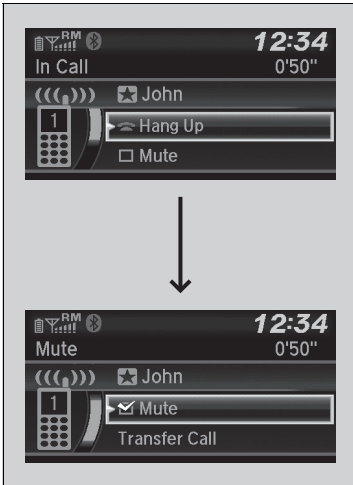 RM 12:34
In Call 0'50"
John
1
Hang Up
Mute
RM 12:34
Mute 0'50"
John
1
Mute
Transfer Call